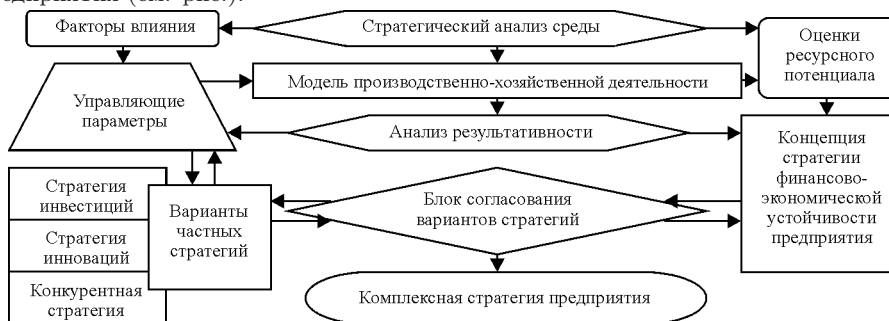 (см. рис.):
Факторы влияния
Стратегический анализ среды
Оценки
ресурсного
потенциала
Модель производственно-хозяйственной деятельности
Управляющие
параметры
Анализ результативности
Концепция
стратегии
финансово-
экономической
устойчивости
предприятия
Стратегия
инвестиций
Стратегия
инноваций
Конкурентная
стратегия
Варианты
частных
стратегий
Блок согласования
вариантов стратегий
Комплексная стратегия предприятия